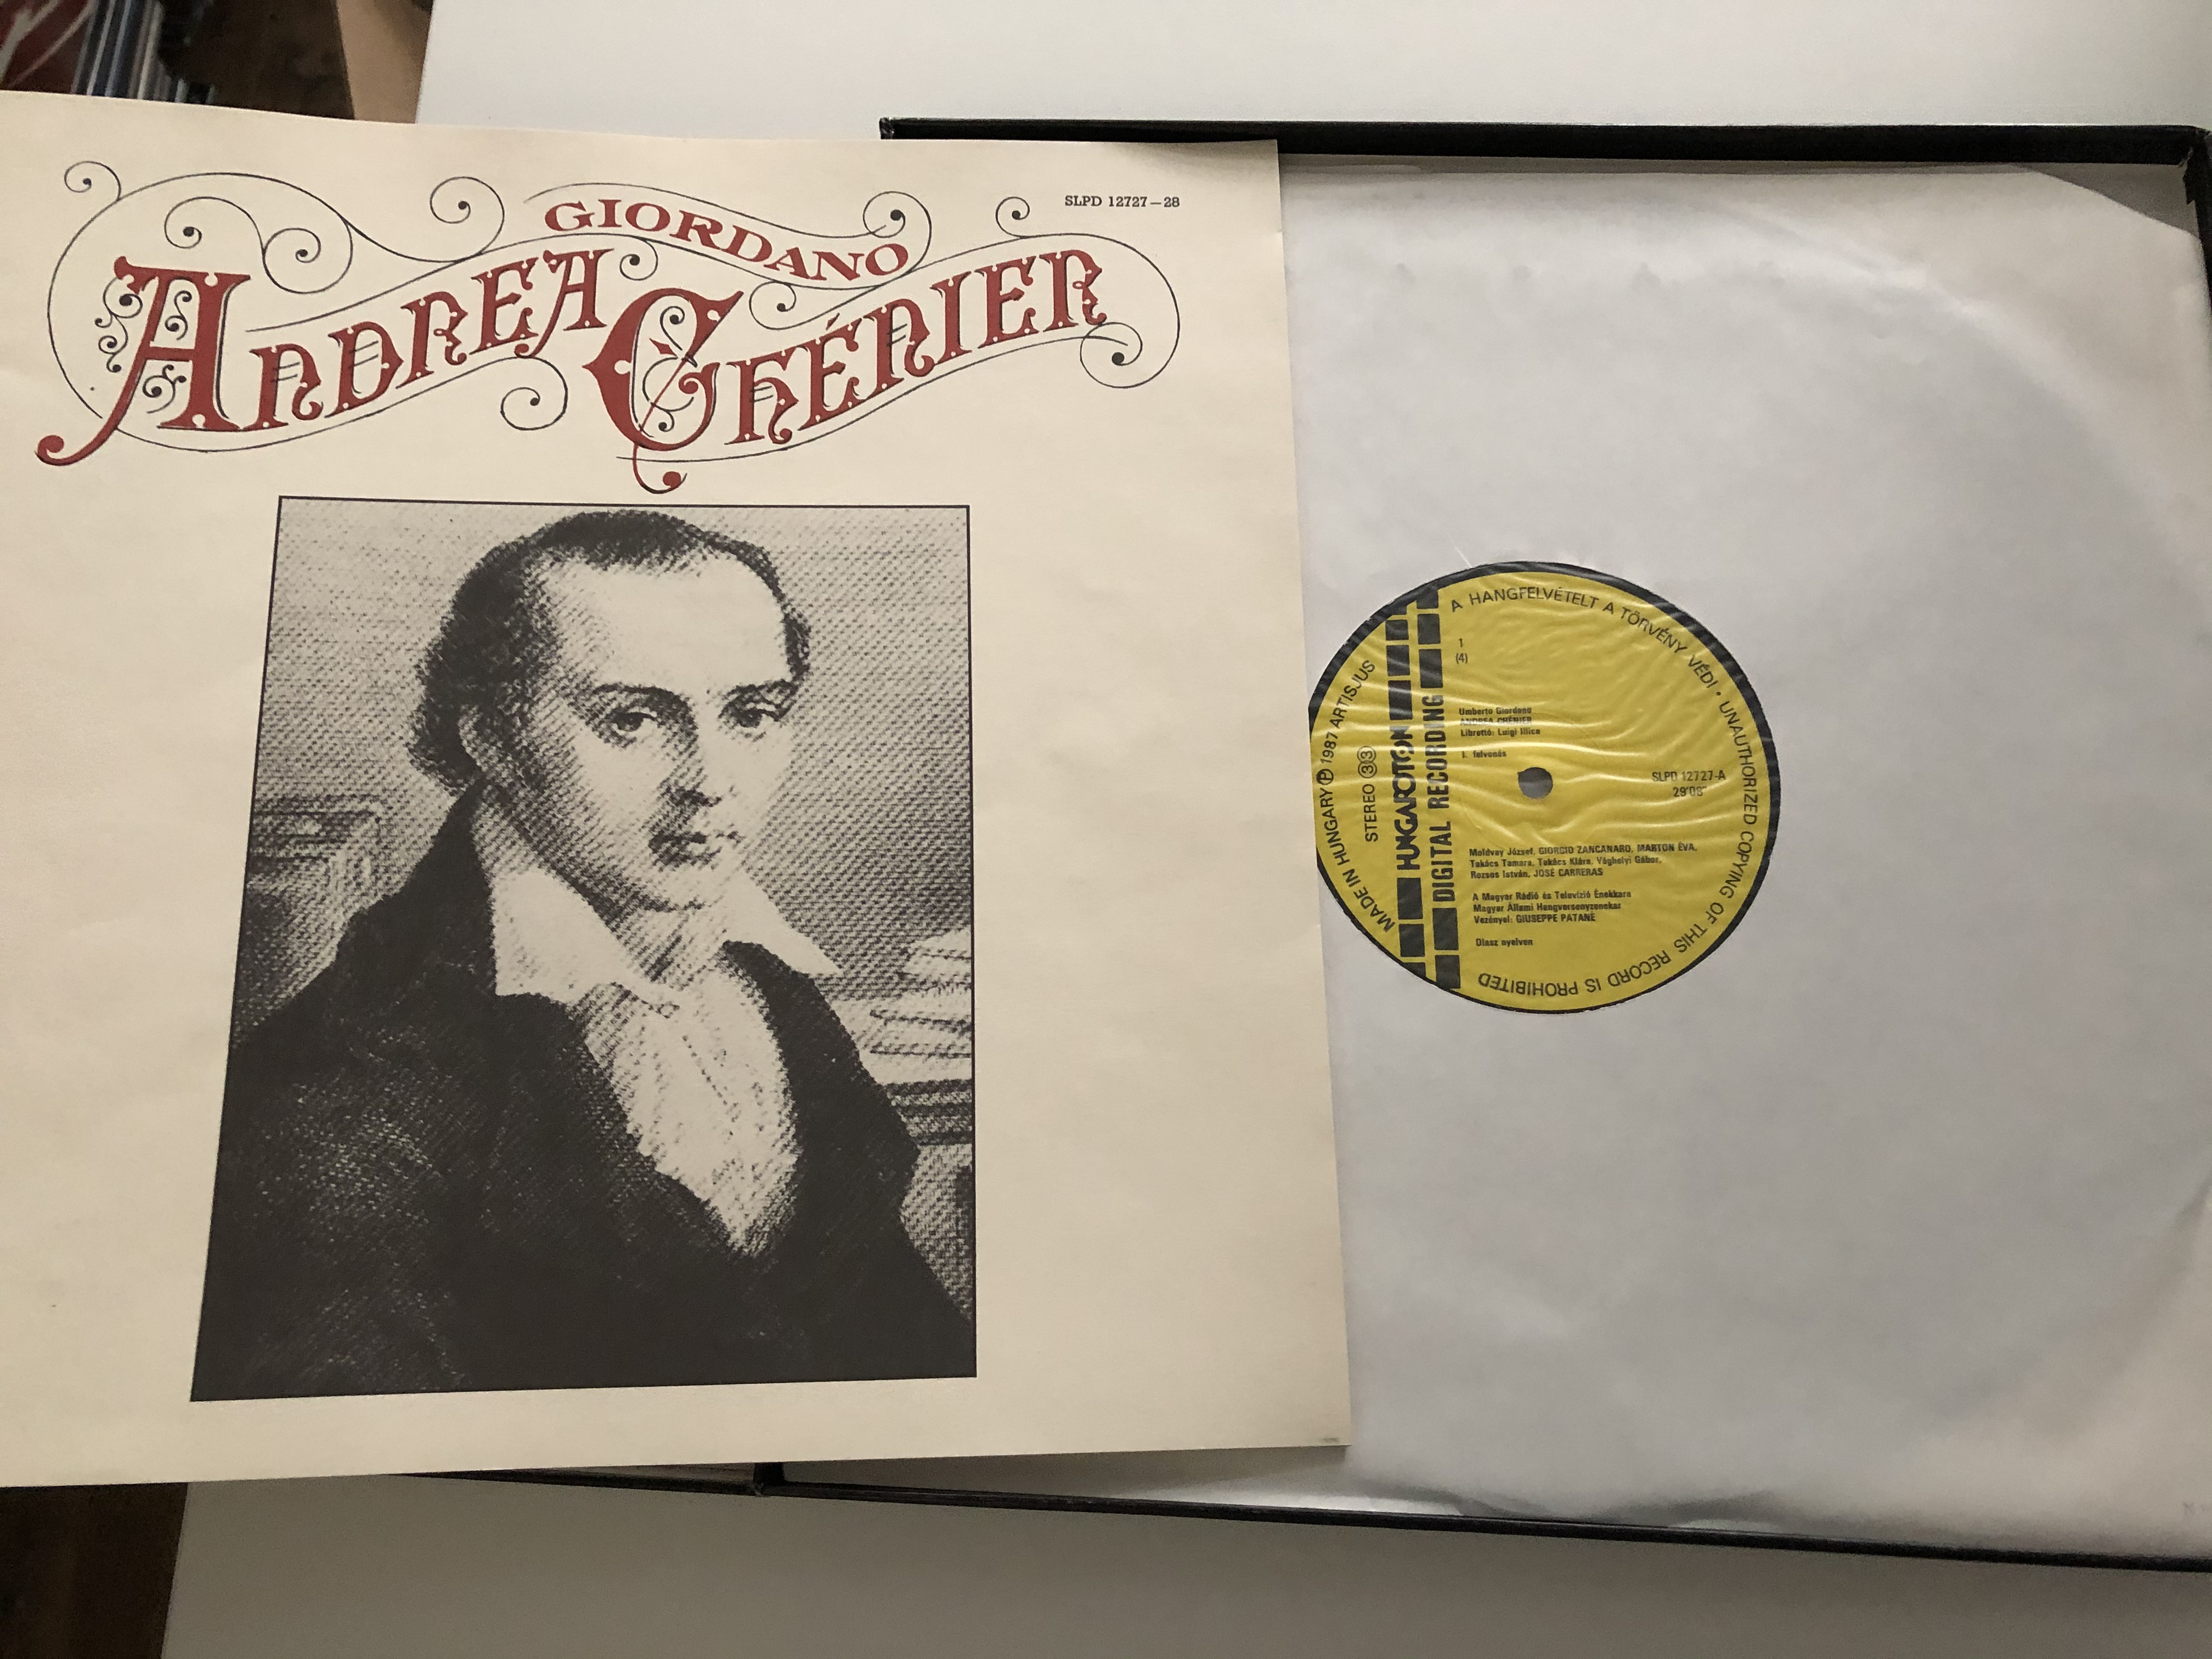 GIORDANO
SLPD 12727—28
ANDREA CHÉNIER
A HANGFELVÉTELT A TÖRVÉNY VÉDI • UNAUTHORIZED COPYING OF THIS RECORD IS PROHIBITED
MADE IN HUNGARY Ⓟ 1987 ARTISJUS
STEREO 33
HUNGAROTON
DIGITAL RECORDING
1
(4)
Umberto Giordano
ANDREA CHÉNIER
Librettó: Luigi Illica
I. felvonás
SLPD 12727-A
29'08"
Moldvay József, GIORGIO ZANCANARO, MARTON ÉVA,
Takács Tamara, Takács Klára, Vághelyi Gábor,
Rozsos István, JOSÉ CARRERAS
A Magyar Rádió és Televízió Énekkara
Magyar Állami Hangversenyzenekar
Vezényel: GIUSEPPE PATANÈ
Olasz nyelven